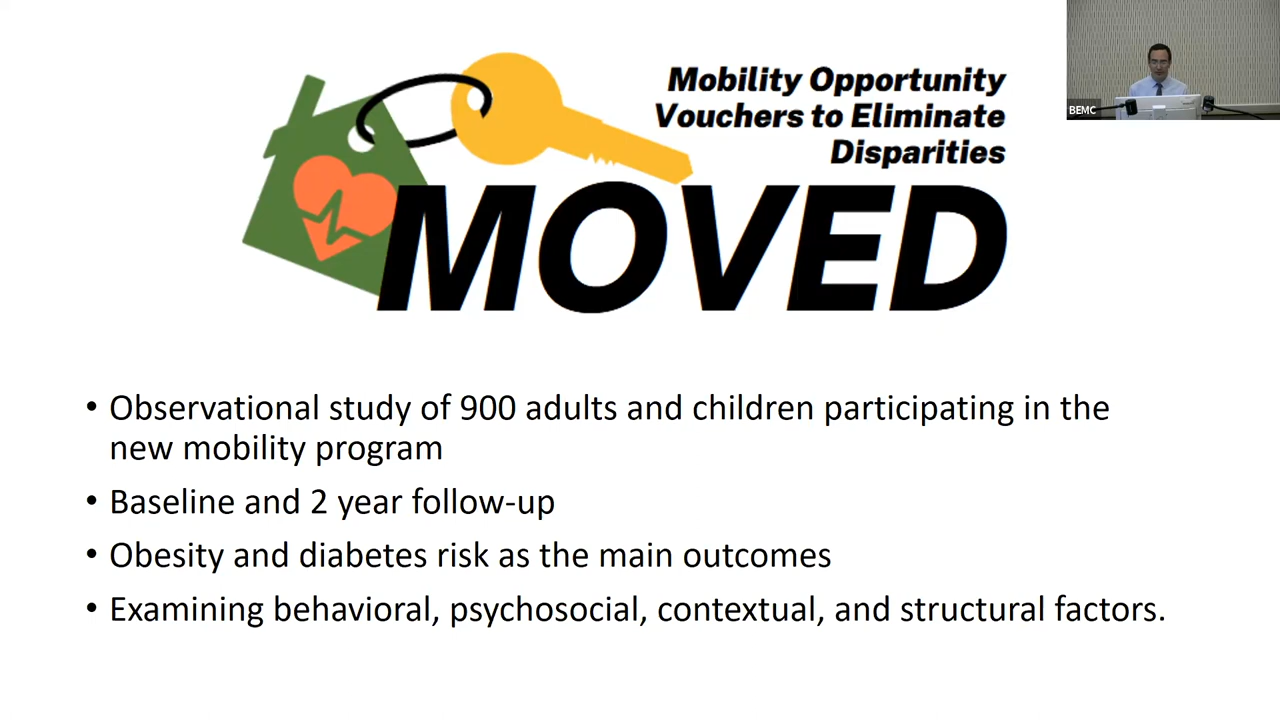 Mobility Opportunity
Vouchers to Eliminate
Disparities
MOVED
BEMC
• Observational study of 900 adults and children participating in the
new mobility program
• Baseline and 2 year follow-up
• Obesity and diabetes risk as the main outcomes
• Examining behavioral, psychosocial, contextual, and structural factors.